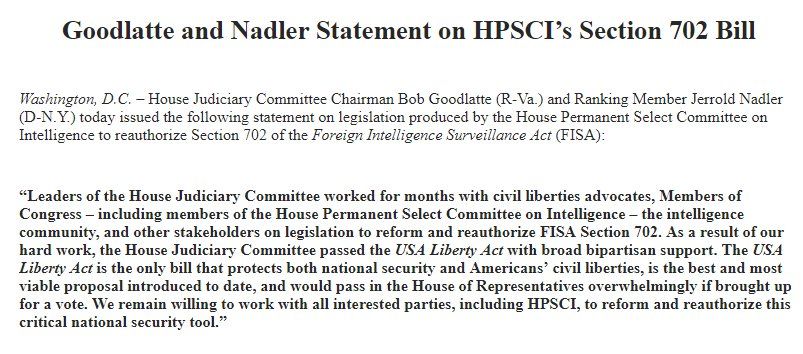 Goodlatte and Nadler Statement on HPSCI’s Section 702 Bill
Washington, D.C. – House Judiciary Committee Chairman Bob Goodlatte (R-Va.) and Ranking Member Jerrold Nadler
(D-N.Y.) today issued the following statement on legislation produced by the House Permanent Select Committee on
Intelligence to reauthorize Section 702 of the Foreign Intelligence Surveillance Act (FISA):
“Leaders of the House Judiciary Committee worked for months with civil liberties advocates, Members of
Congress – including members of the House Permanent Select Committee on Intelligence – the intelligence
community, and other stakeholders on legislation to reform and reauthorize FISA Section 702. As a result of our
hard work, the House Judiciary Committee passed the USA Liberty Act with broad bipartisan support. The USA
Liberty Act is the only bill that protects both national security and Americans’ civil liberties, is the best and most
viable proposal introduced to date, and would pass in the House of Representatives overwhelmingly if brought up
for a vote. We remain willing to work with all interested parties, including HPSCI, to reform and reauthorize this
critical national security tool.”